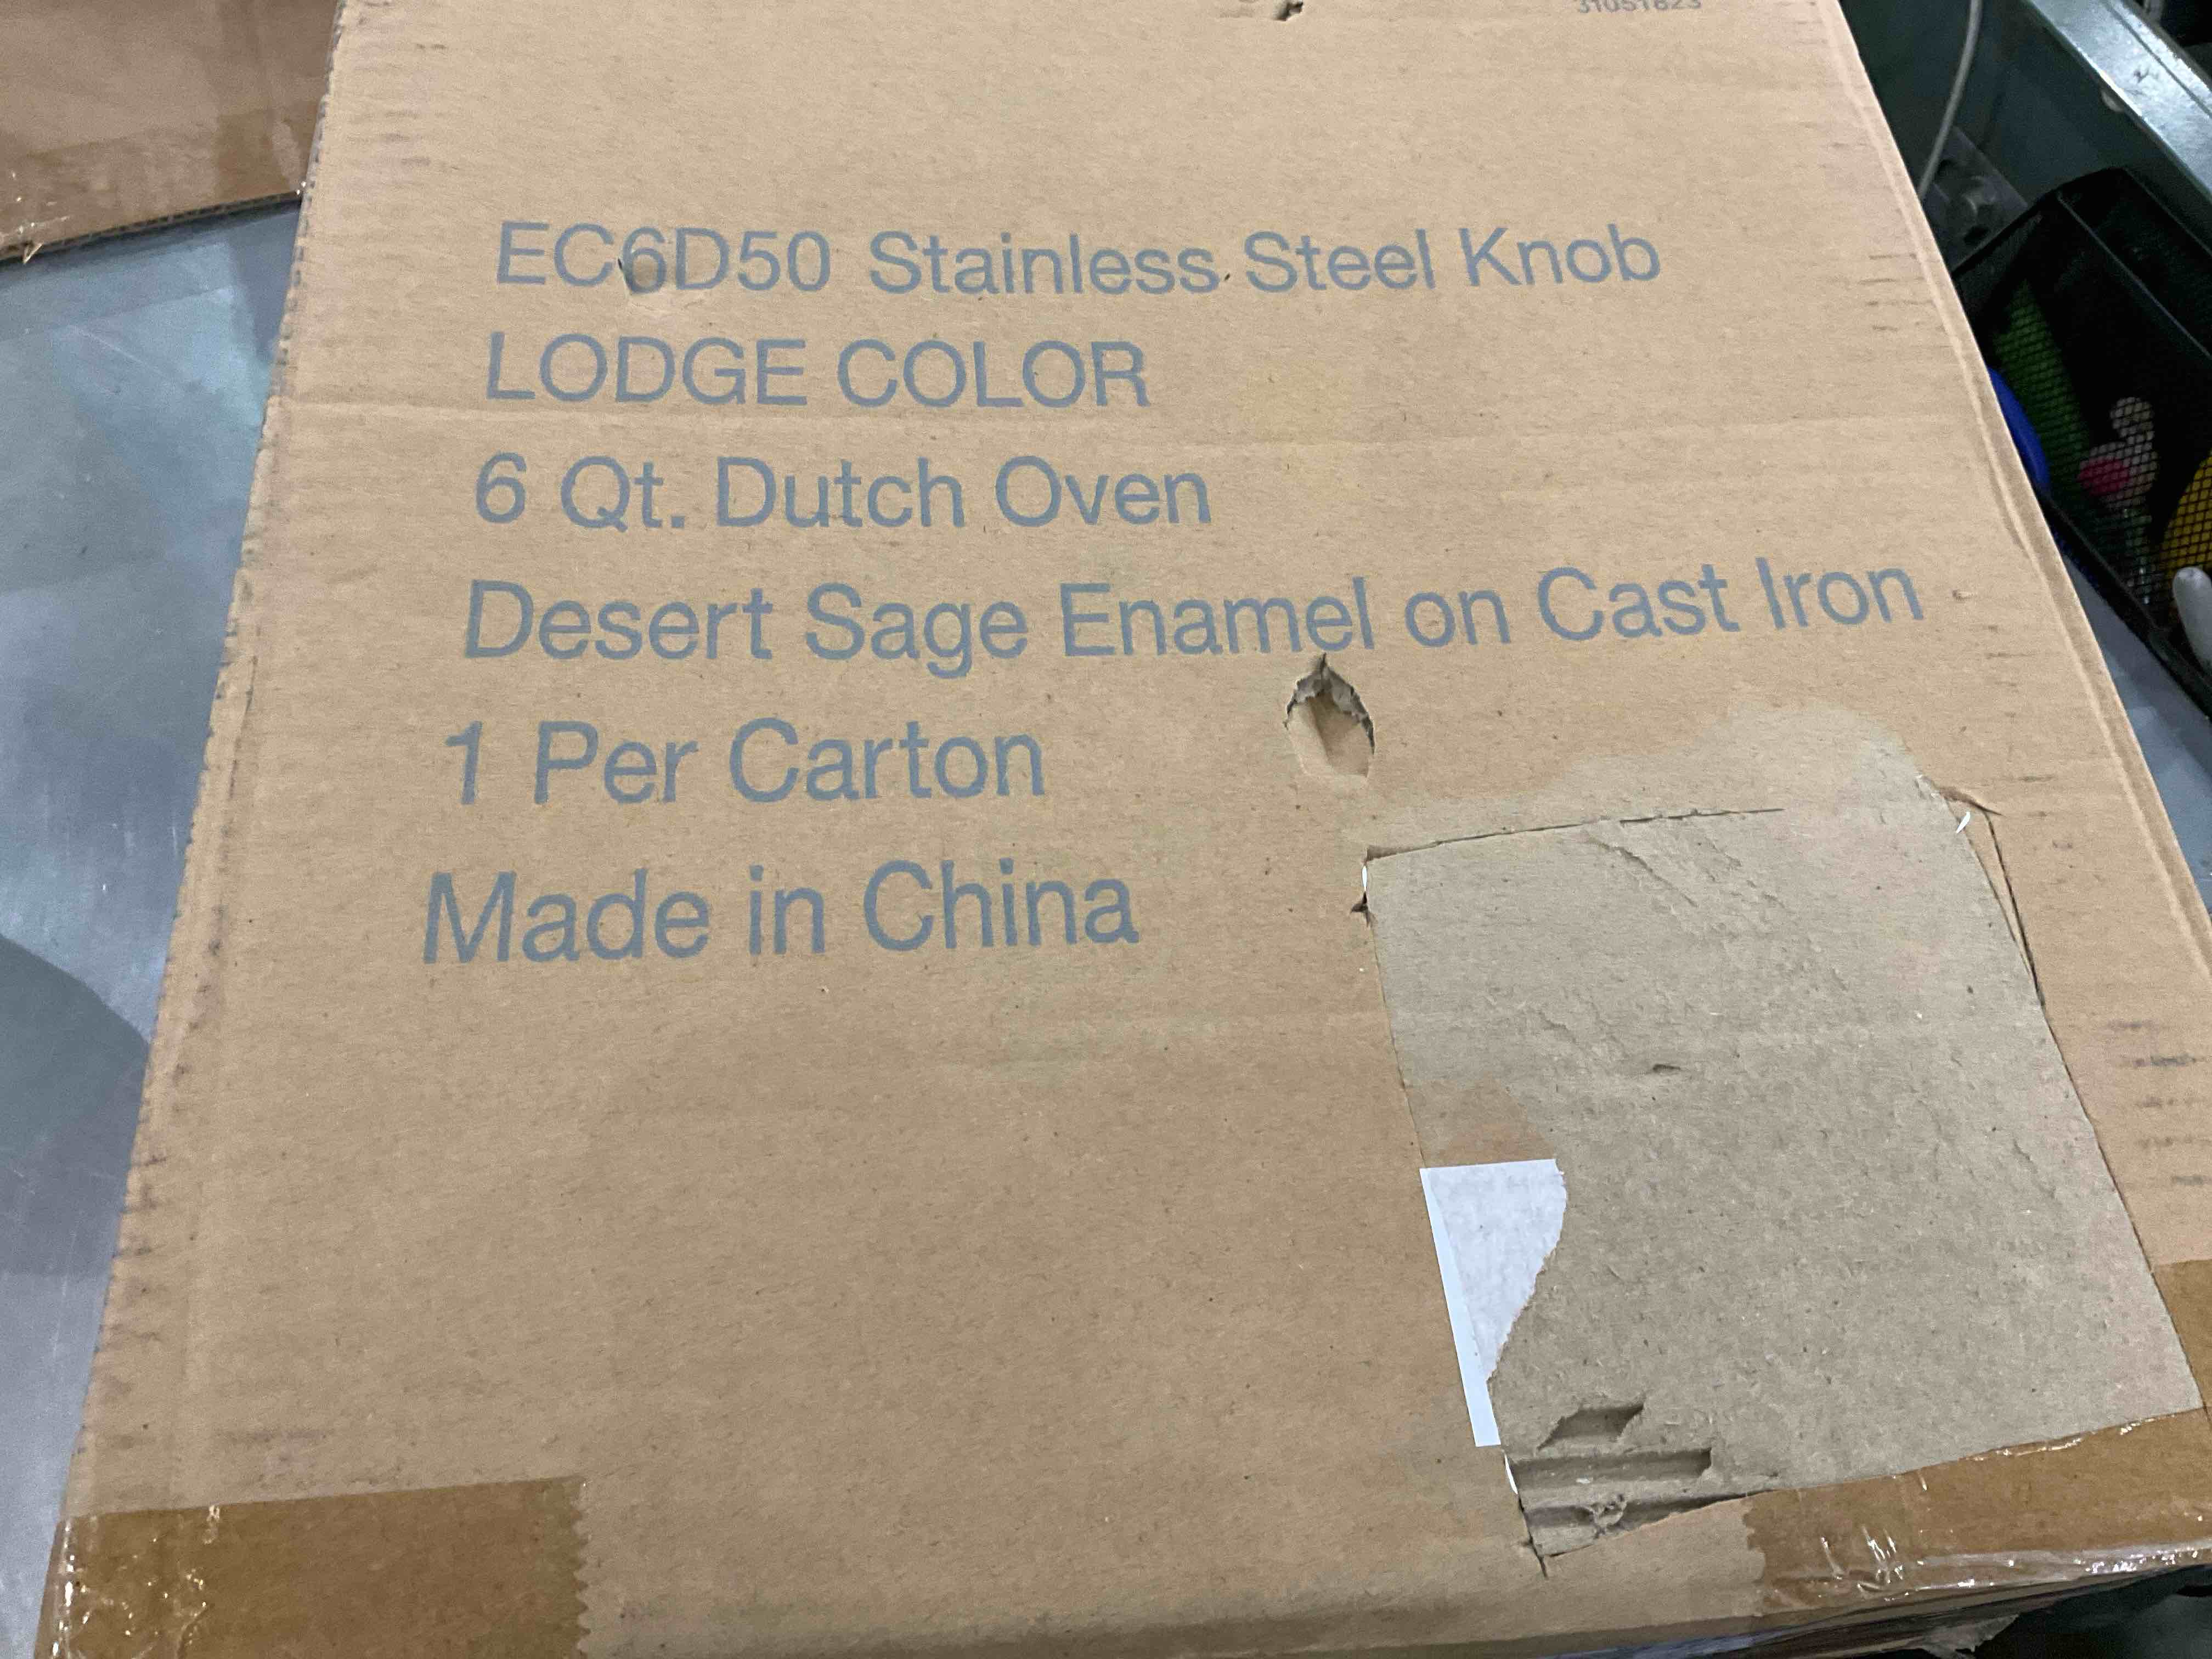 31051823
EC6D50 Stainless Steel Knob
LODGE COLOR
6 Qt. Dutch Oven
Desert Sage Enamel on Cast Iron
1 Per Carton
Made in China